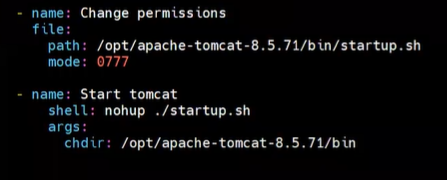 - name: Change permissions
  file:
    path: /opt/apache-tomcat-8.5.71/bin/startup.sh
    mode: 0777

- name: Start tomcat
    shell: nohup ./startup.sh
    args:
      chdir: /opt/apache-tomcat-8.5.71/bin